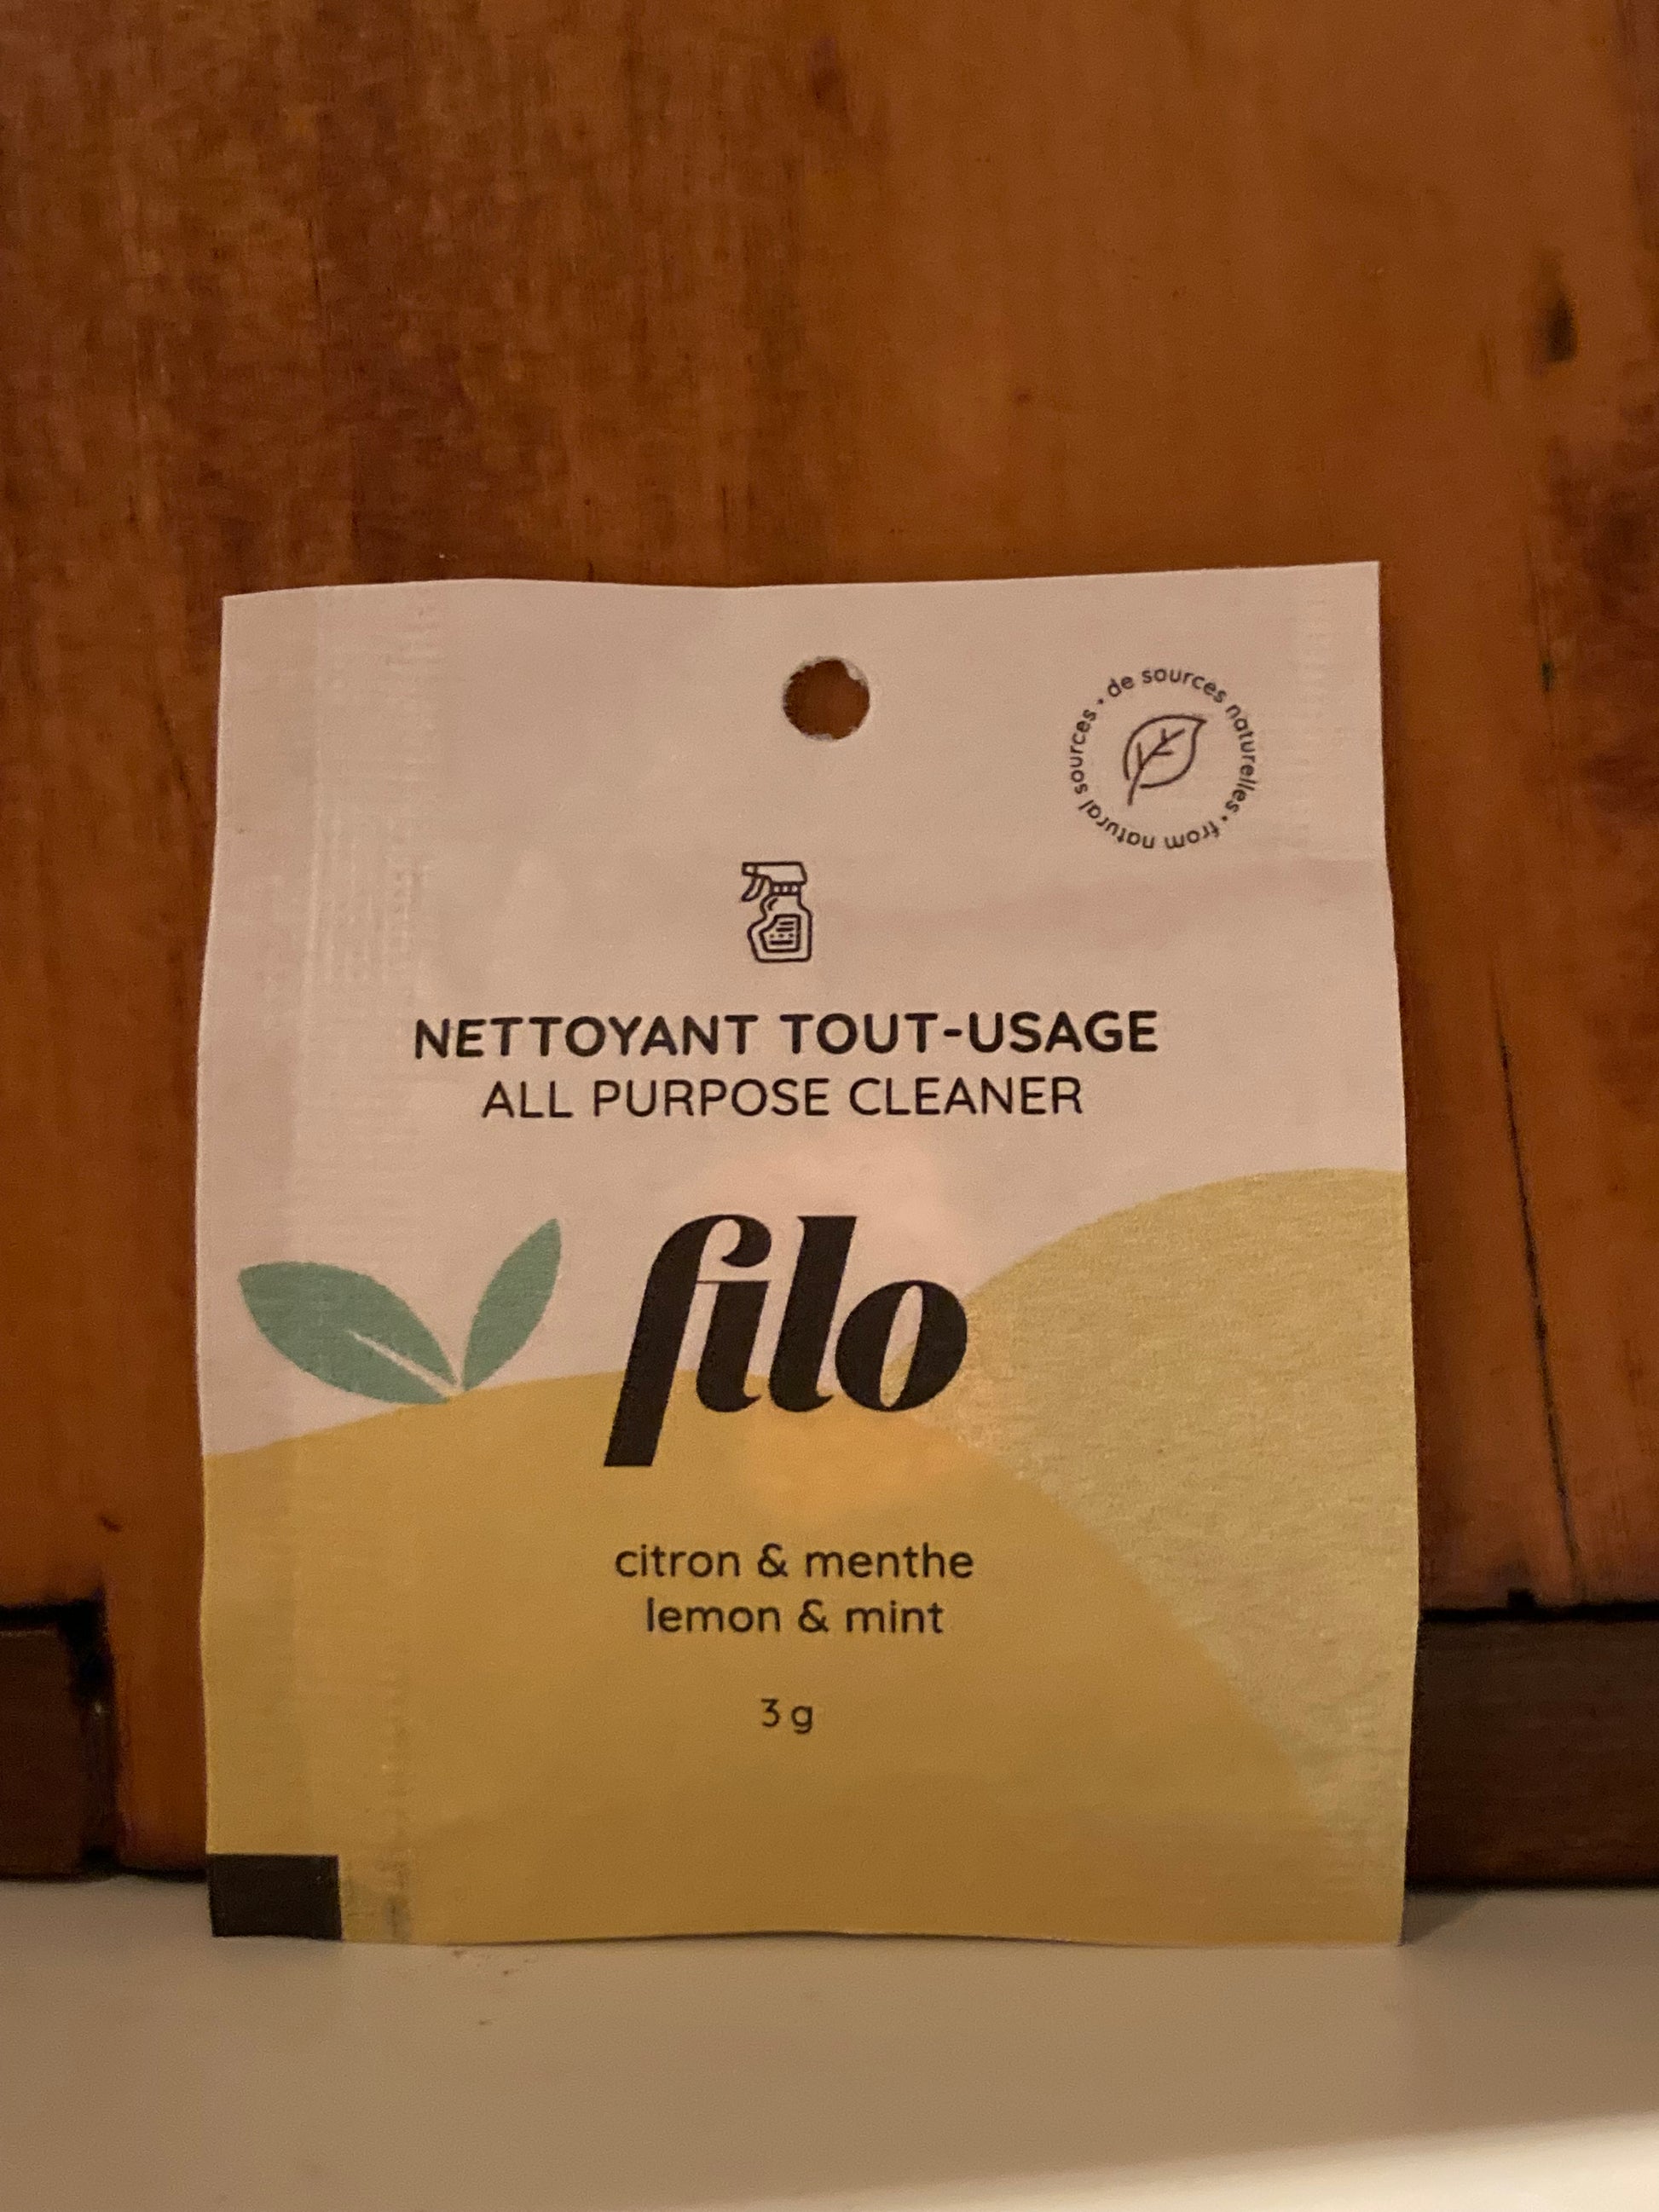 de sources naturelles • from natural sources •
NETTOYANT TOUT-USAGE
ALL PURPOSE CLEANER
filo
citron & menthe
lemon & mint
3 g